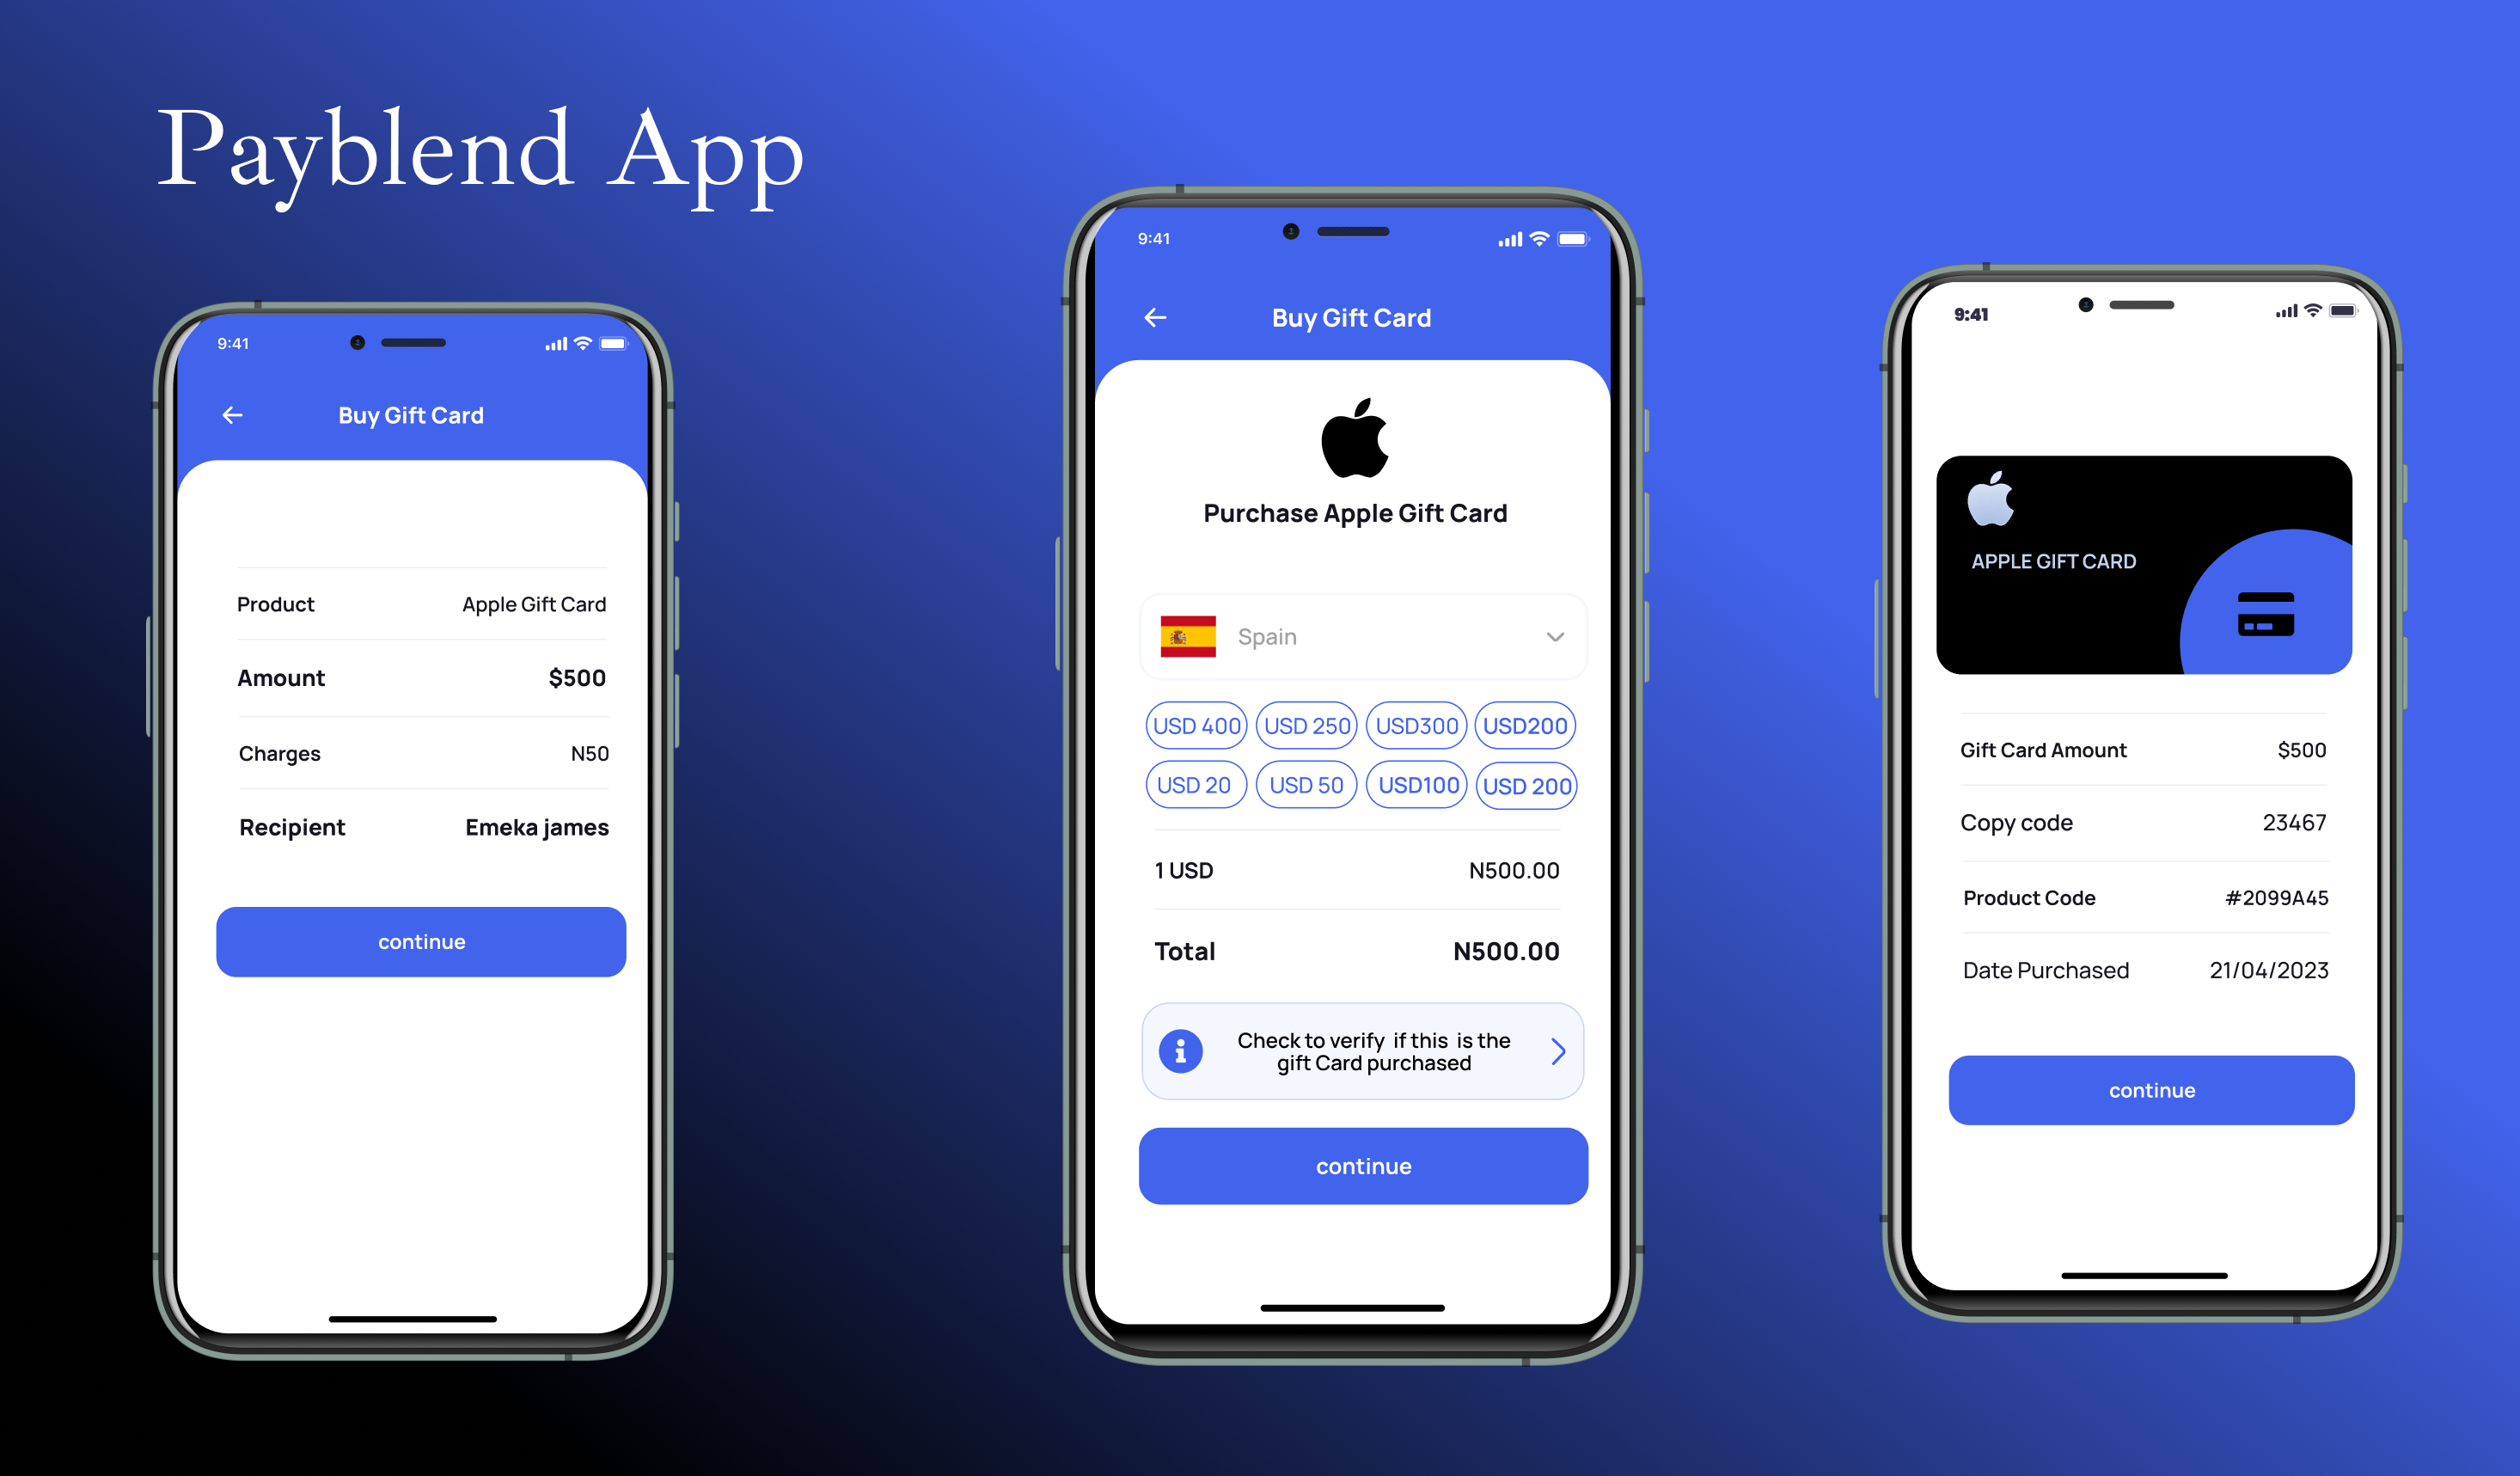 Payblend App
9:41
Buy Gift Card
Product Apple Gift Card
Amount $500
Charges N50
Recipient Emeka james
continue
9:41
Buy Gift Card
Purchase Apple Gift Card
Spain
USD 400 USD 250 USD300 USD200
USD 20 USD 50 USD100 USD 200
1 USD N500.00
Total N500.00
Check to verify if this is the
gift Card purchased
continue
9:41
APPLE GIFT CARD
Gift Card Amount $500
Copy code 23467
Product Code #2099A45
Date Purchased 21/04/2023
continue